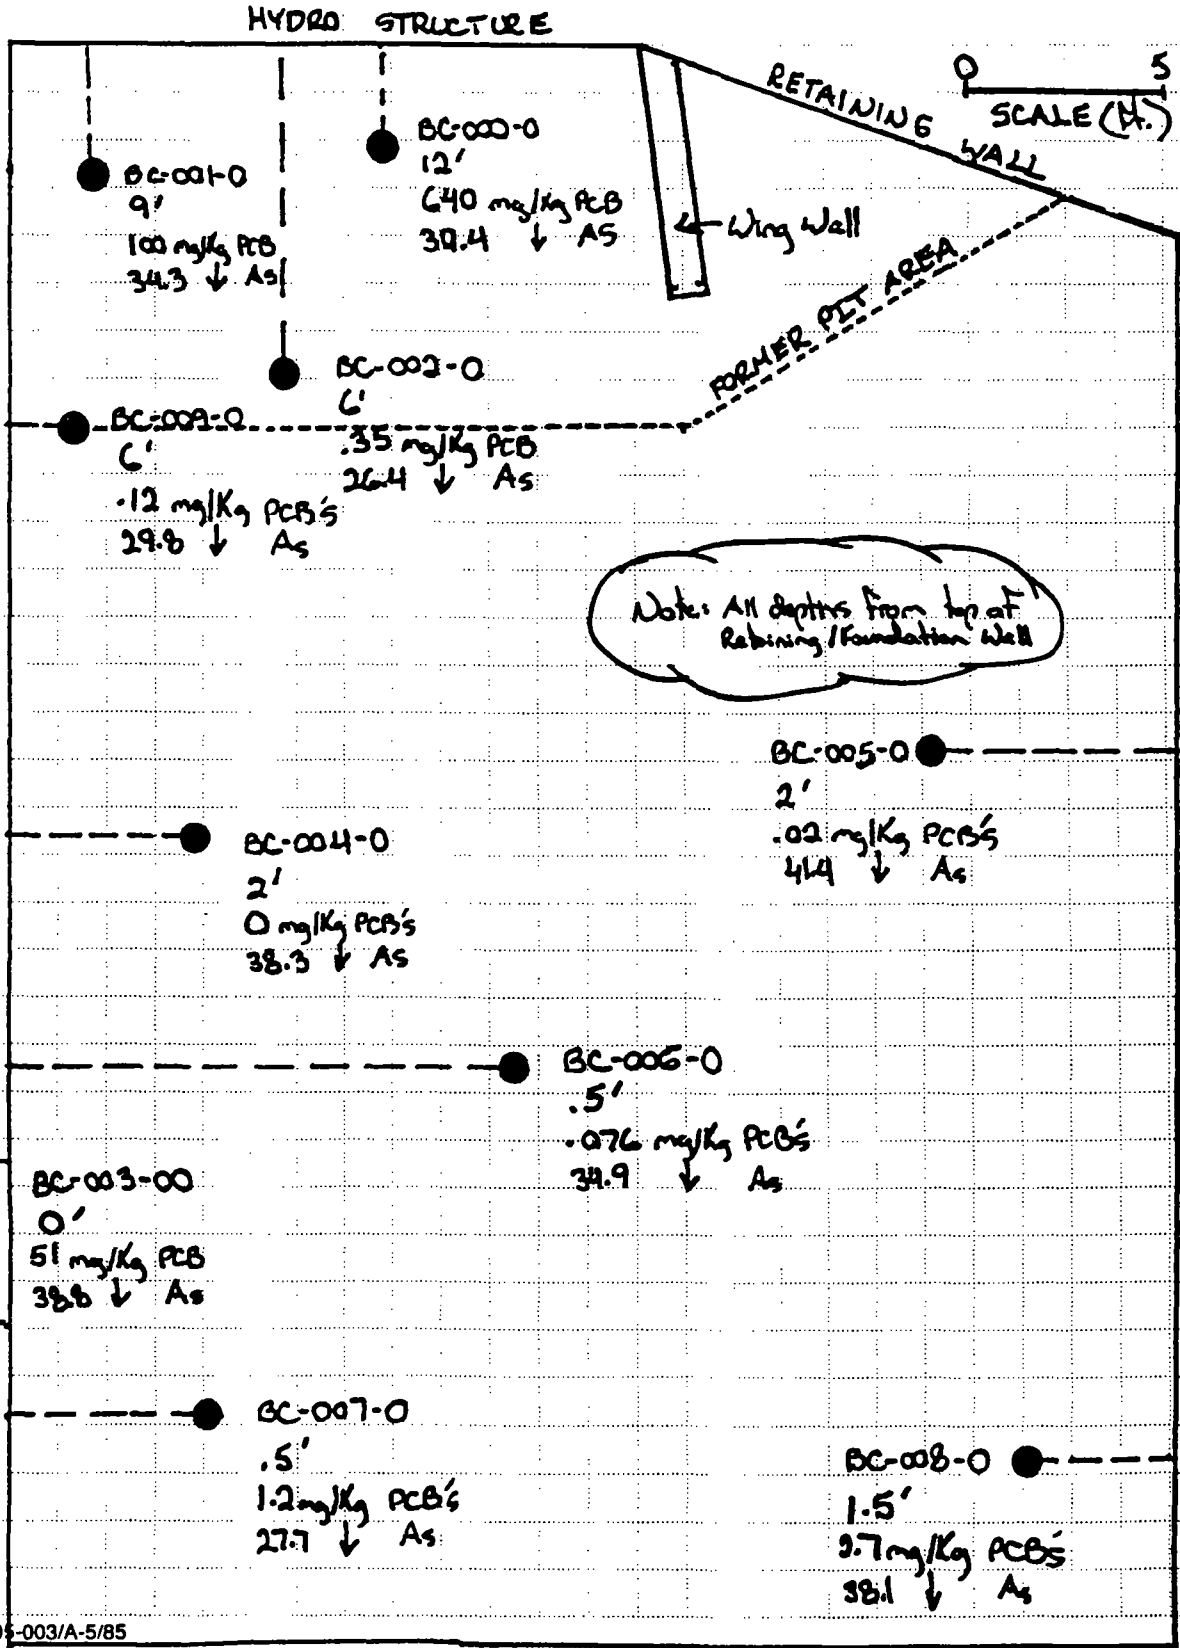 HYDRO STRUCTURE
0 5
SCALE (ft.)
RETAINING WALL
BC-000-0
12'
640 mg/Kg PCB
39.4 ↓ AS
BC-001-0
9'
100 mg/Kg PCB
34.3 ↓ As
← Wing Wall
FORMER PIT AREA
BC-002-0
6'
.35 mg/Kg PCB
26.4 ↓ As
BC-009-0
6'
.12 mg/Kg PCB's
29.8 ↓ As
Note: All depths from top of
Retaining/Foundation Wall
BC-005-0
2'
.02 mg/Kg PCB's
41.4 ↓ As
BC-004-0
2'
0 mg/Kg PCB's
38.3 ↓ As
BC-006-0
.5'
.076 mg/Kg PCB's
34.9 ↓ As
BC-003-00
0'
51 mg/Kg PCB
38.8 ↓ As
BC-007-0
.5'
1.2 mg/Kg PCB's
27.7 ↓ As
BC-008-0
1.5'
mg/Kg PCB's
38.1 ↓ As
-003/A-5/85